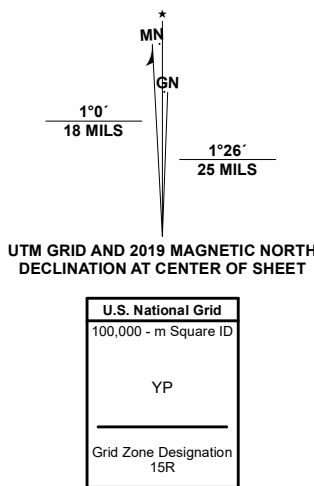 ★
MN
GN
1°0´
18 MILS
1°26´
25 MILS
UTM GRID AND 2019 MAGNETIC NORTH
DECLINATION AT CENTER OF SHEET
U.S. National Grid
100,000 - m Square ID
YP
Grid Zone Designation
15R